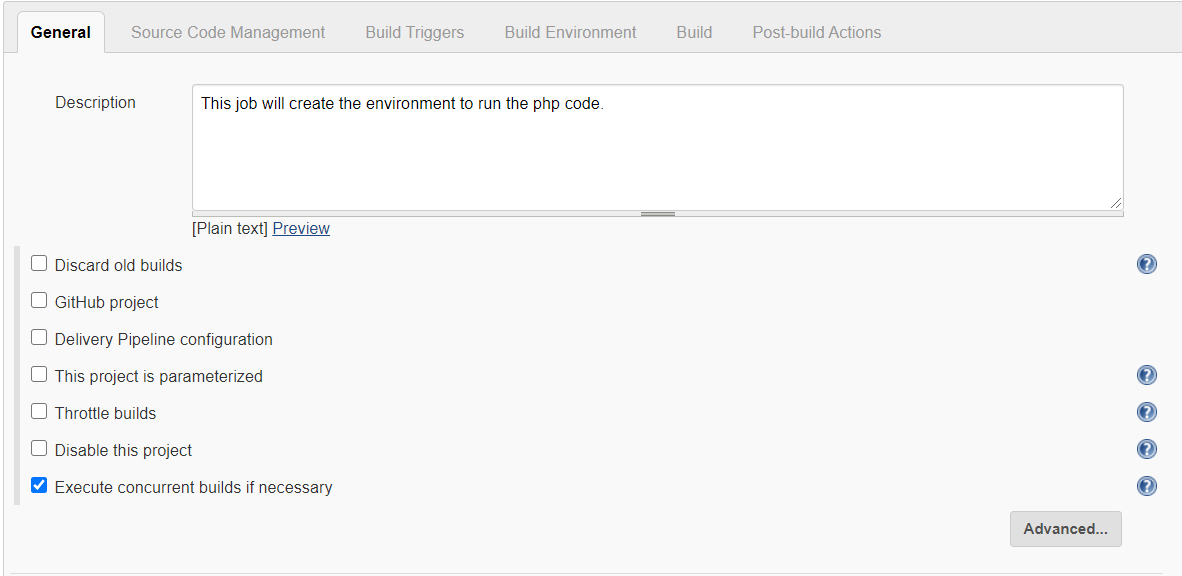 General Source Code Management Build Triggers Build Environment Build Post-build Actions
Description
This job will create the environment to run the php code.
[Plain text] Preview
Discard old builds ?
GitHub project
Delivery Pipeline configuration
This project is parameterized ?
Throttle builds ?
Disable this project ?
Execute concurrent builds if necessary ?
Advanced...